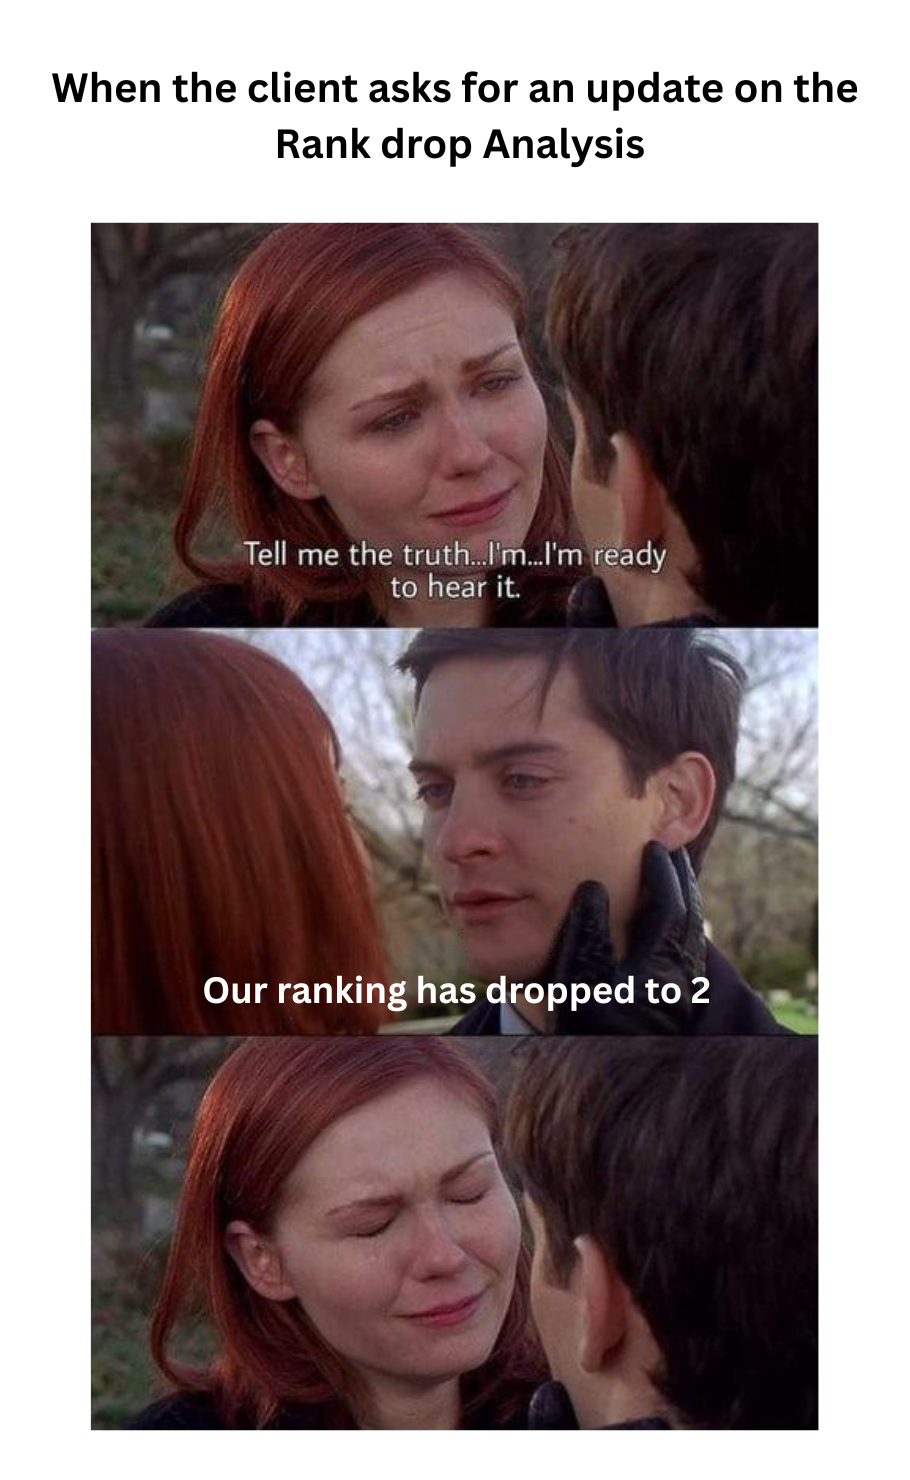 When the client asks for an update on the
Rank drop Analysis
Tell me the truth...I'm...I'm ready
to hear it.
Our ranking has dropped to 2